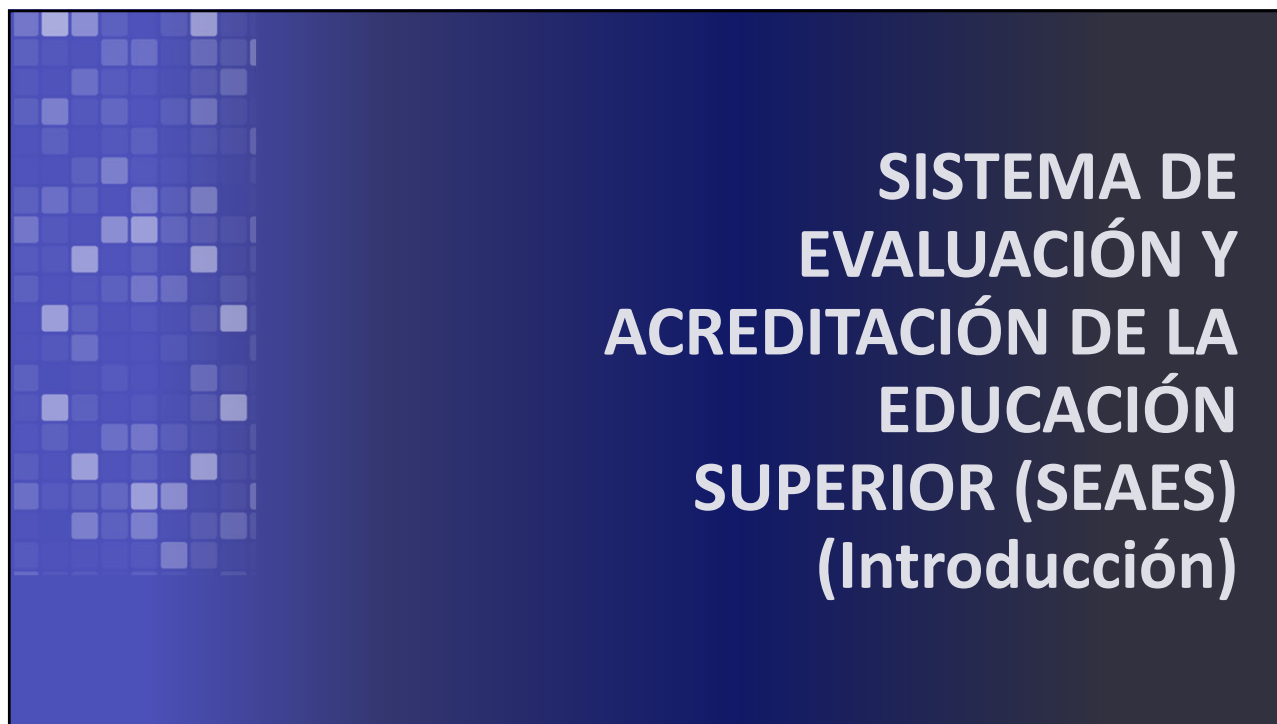 SISTEMA DE
EVALUACIÓN Y
ACREDITACIÓN DE LA
EDUCACIÓN
SUPERIOR (SEAES)
(Introducción)